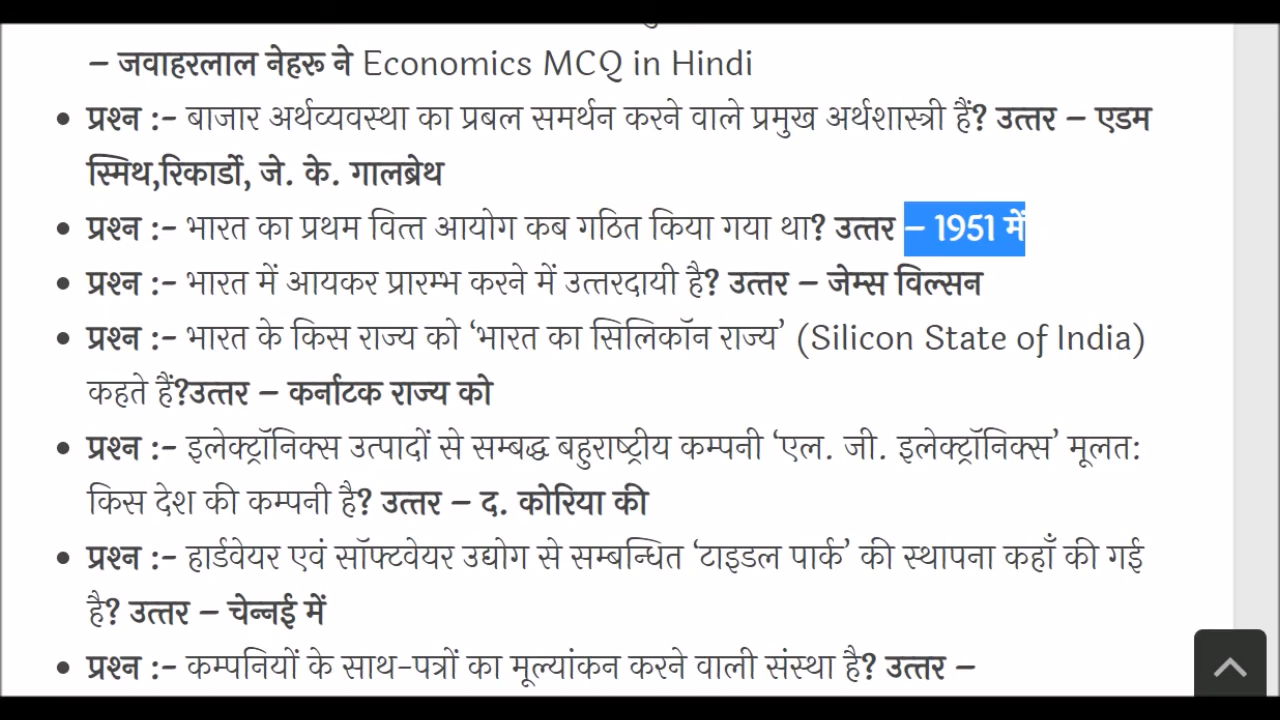 – जवाहरलाल नेहरू ने Economics MCQ in Hindi
• प्रश्न :- बाजार अर्थव्यवस्था का प्रबल समर्थन करने वाले प्रमुख अर्थशास्त्री हैं? उत्तर – एडम
स्मिथ,रिकार्डो, जे. के. गालब्रेथ
• प्रश्न :- भारत का प्रथम वित्त आयोग कब गठित किया गया था? उत्तर – 1951 में
• प्रश्न :- भारत में आयकर प्रारम्भ करने में उत्तरदायी है? उत्तर – जेम्स विल्सन
• प्रश्न :- भारत के किस राज्य को ‘भारत का सिलिकॉन राज्य’ (Silicon State of India)
कहते हैं?उत्तर – कर्नाटक राज्य को
• प्रश्न :- इलेक्ट्रॉनिक्स उत्पादों से सम्बद्ध बहुराष्ट्रीय कम्पनी ‘एल. जी. इलेक्ट्रॉनिक्स’ मूलत:
किस देश की कम्पनी है? उत्तर – द. कोरिया की
• प्रश्न :- हार्डवेयर एवं सॉफ्टवेयर उद्योग से सम्बन्धित ‘टाइडल पार्क’ की स्थापना कहाँ की गई
है? उत्तर – चेन्नई में
• प्रश्न :- कम्पनियों के साथ-पत्रों का मूल्यांकन करने वाली संस्था है? उत्तर –